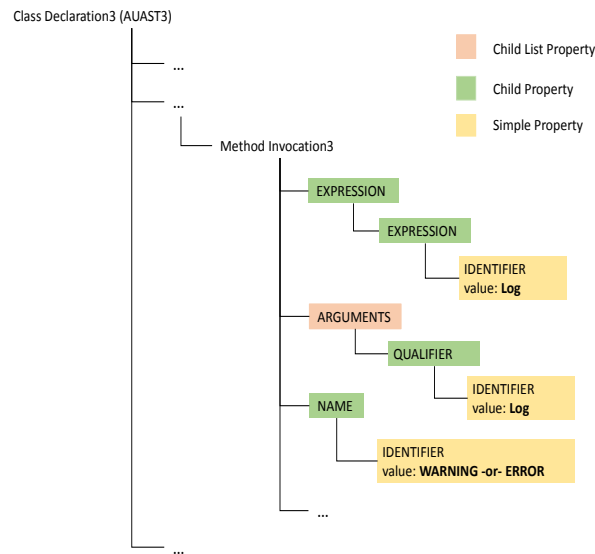 Class Declaration3 (AUAST3)
...
...
Child List Property
Child Property
Simple Property
Method Invocation3
EXPRESSION
EXPRESSION
IDENTIFIER
value: Log
ARGUMENTS
QUALIFIER
IDENTIFIER
value: Log
NAME
IDENTIFIER
value: WARNING -or- ERROR
...
...